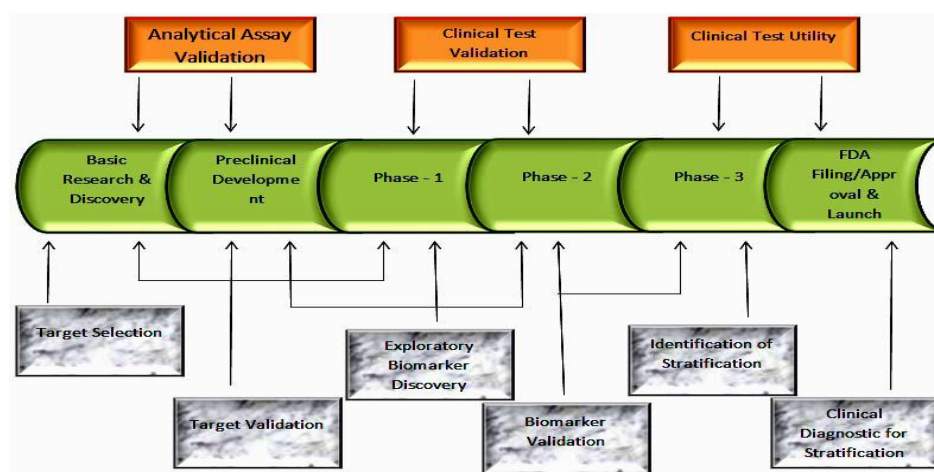 Analytical Assay
Validation
Clinical Test
Validation
Clinical Test Utility
Basic
Research &
Discovery
Preclinical
Developme
nt
Phase - 1
Phase - 2
Phase - 3
FDA
Filing/Appr
oval &
Launch
Target Selection
Exploratory
Biomarker
Discovery
Identification of
Stratification
Target Validation
Biomarker
Validation
Clinical
Diagnostic for
Stratification